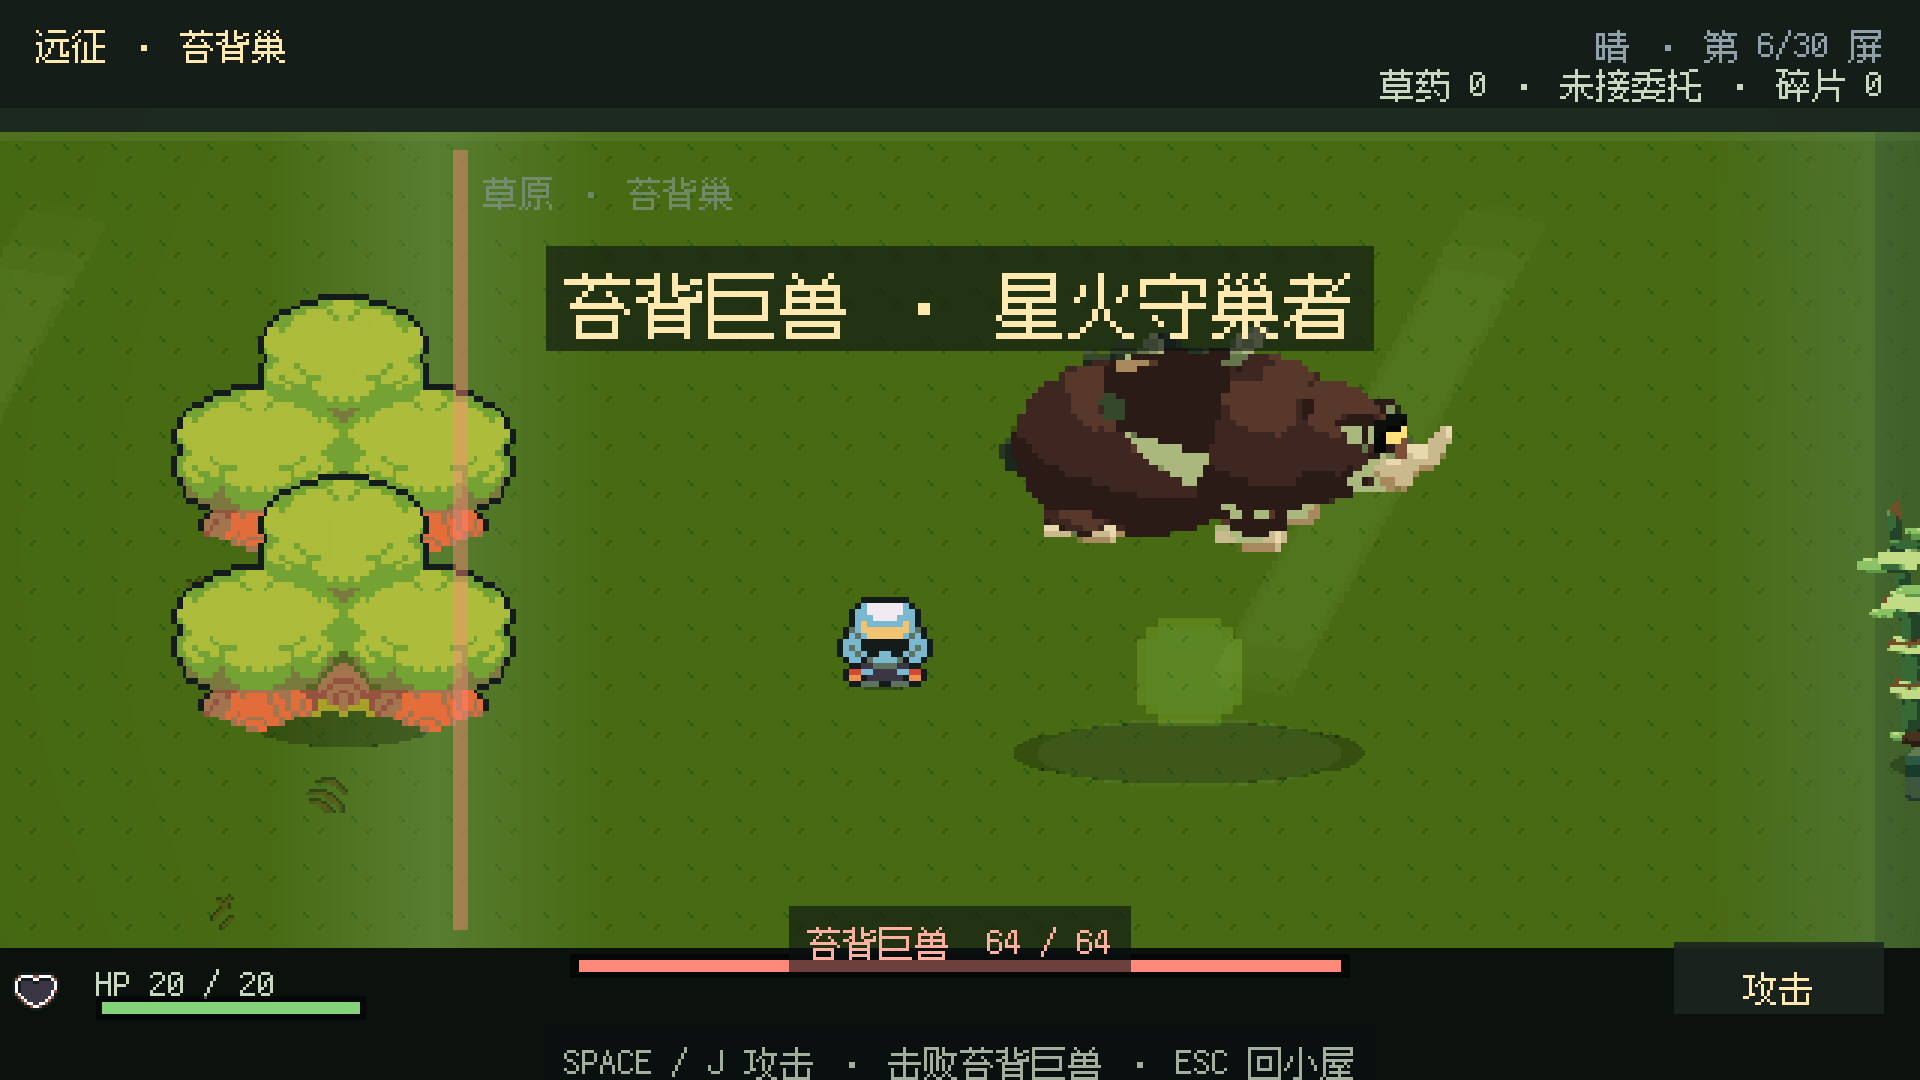 远征 · 苔背巢
晴 · 第 6/30 屏
草药 0 · 未接委托 · 碎片 0
草原 · 苔背巢
苔背巨兽 · 星火守巢者
苔背巨兽 64 / 64
HP 20 / 20
攻击
SPACE / J 攻击 · 击败苔背巨兽 · ESC 回小屋